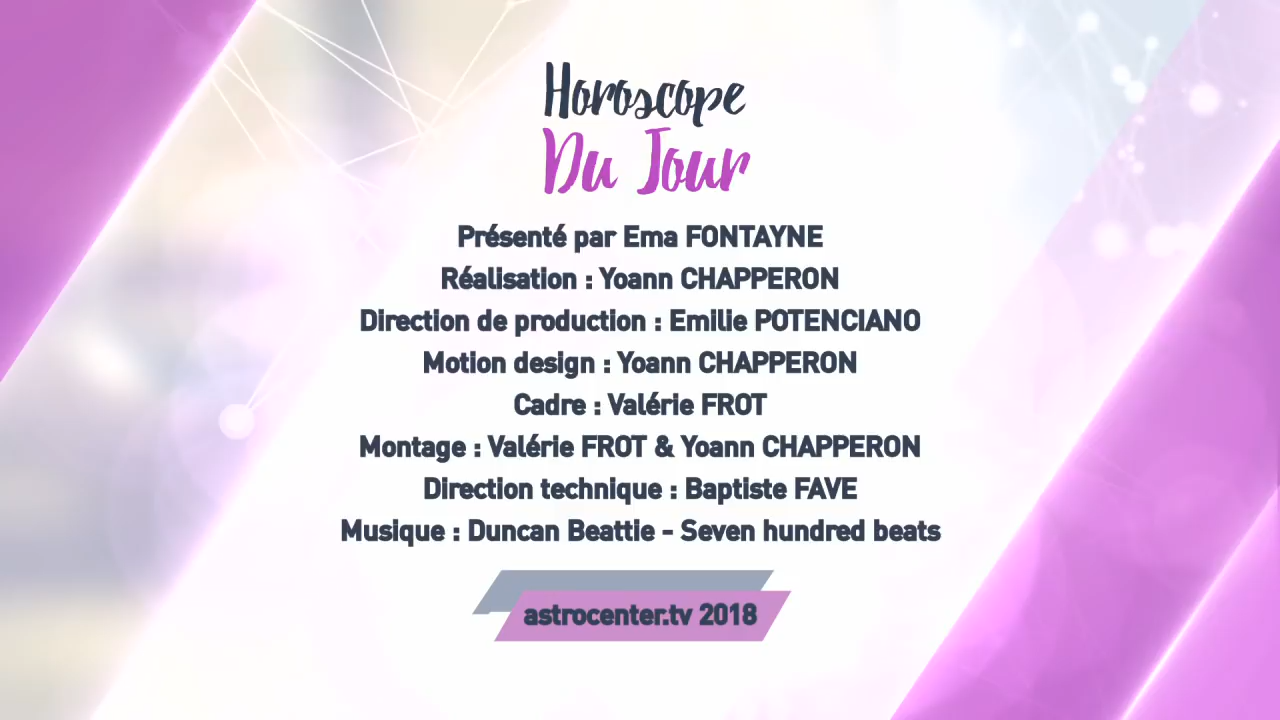 Horoscope
Du Jour
Présenté par Ema FONTAYNE
Réalisation : Yoann CHAPPERON
Direction de production : Emilie POTENCIANO
Motion design : Yoann CHAPPERON
Cadre : Valérie FROT
Montage : Valérie FROT & Yoann CHAPPERON
Direction technique : Baptiste FAVE
Musique : Duncan Beattie - Seven hundred beats
astrocenter.tv 2018